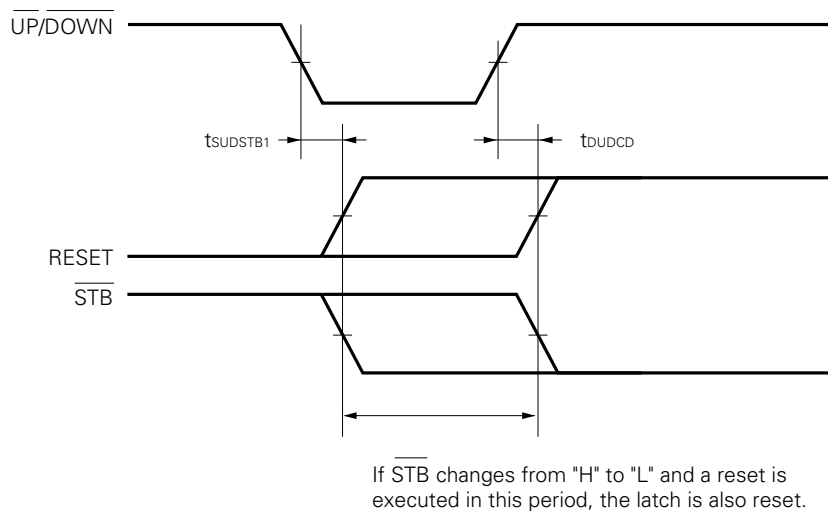 UP/DOWN
tSUDSTB1
tDUDCD
RESET
STB
If STB changes from "H" to "L" and a reset is
executed in this period, the latch is also reset.